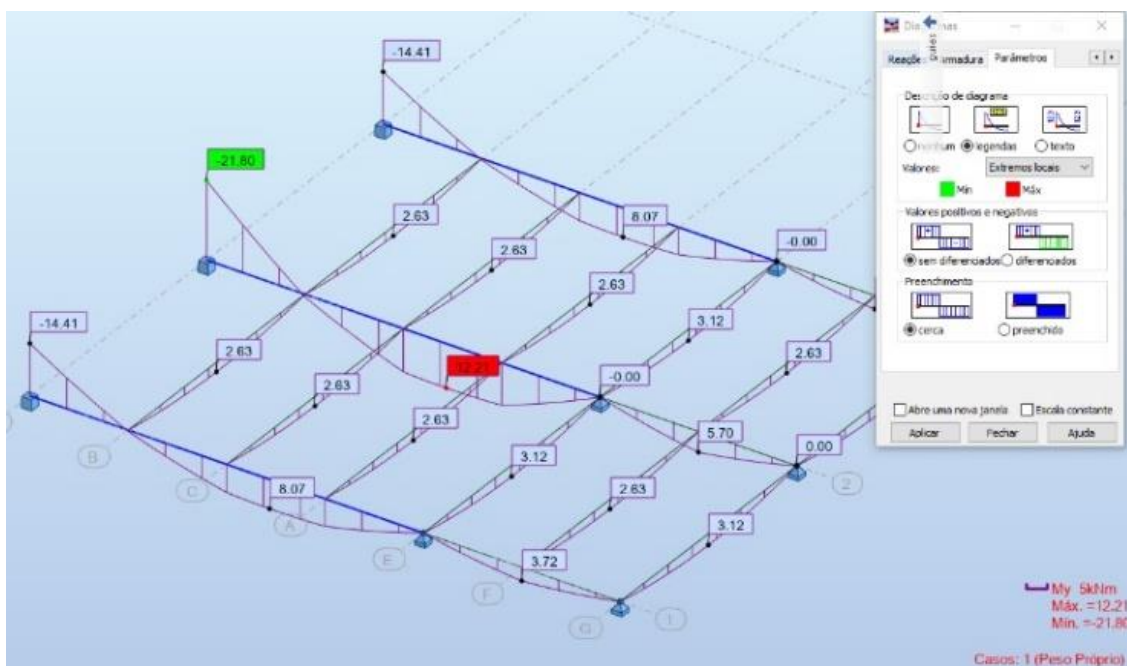 -14.41
-21.80
2.63
8.07
-0.00
2.63
2.63
-14.41
2.63
3.12
2.63
12.21
-0.00
2.63
B
2.63
5.70
0.00
C
3.12
8.07
2.63
2
A
3.12
E
3.72
F
1
G
Reações
Armadura
Parâmetros
Descrição de diagrama
nenhum
legendas
texto
Valores:
Extremos locais
Mín
Máx
Valores positivos e negativos
sem diferenciados
diferenciados
Preenchimento
cerca
preenchido
Abre uma nova janela
Escala constante
Aplicar
Fechar
Ajuda
My 5kNm
Máx. =12.21
Mín. =-21.80
Casos: 1 (Peso Próprio)